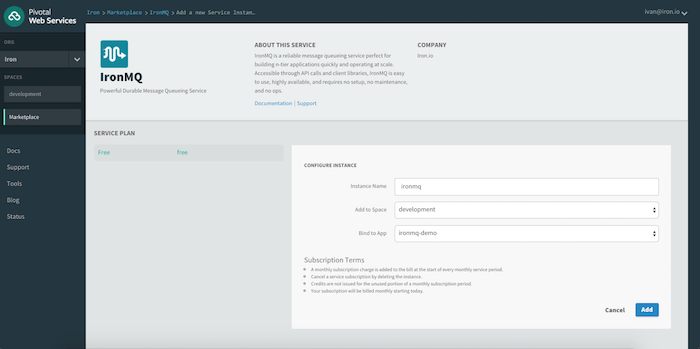 Pivotal
Web Services
Iron > Marketplace > IronMQ > Add a new Service Instan…
ivan@iron.io
ORG
Iron
SPACES
development
Marketplace
Docs
Support
Tools
Blog
Status
IronMQ
Powerful Durable Message Queueing Service
ABOUT THIS SERVICE
IronMQ is a reliable message queueing service perfect for
building n-tier applications quickly and operating at scale.
Accessible through API calls and client libraries, IronMQ is easy
to use, highly available, and requires no setup, no maintenance,
and no ops.
Documentation | Support
COMPANY
Iron.io
SERVICE PLAN
Free free
CONFIGURE INSTANCE
Instance Name ironmq
Add to Space development
Bind to App ironmq-demo
Subscription Terms
A monthly subscription charge is added to the bill at the start of every monthly service period.
Cancel a service subscription by deleting the instance.
Credits are not issued for the unused portion of a monthly subscription period.
Your subscription will be billed monthly starting today.
Cancel Add